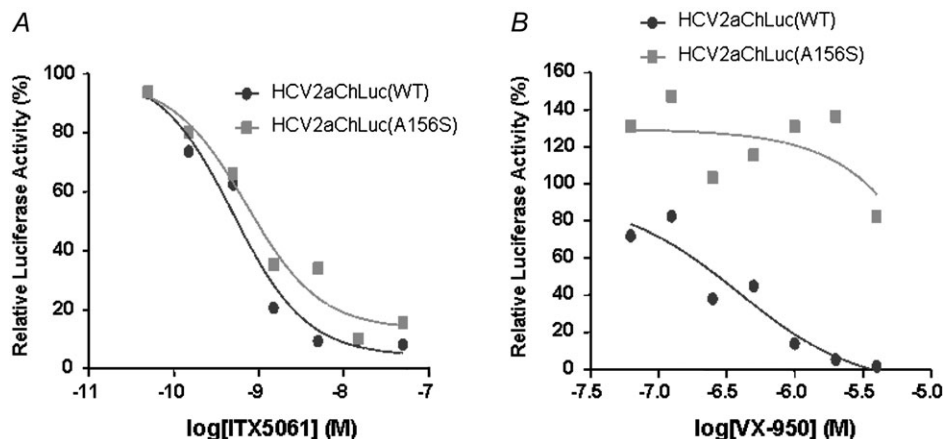 A
Relative Luciferase Activity (%)
100
80
60
40
20
0
-11
-10
-9
-8
-7
log[ITX5061] (M)
HCV2aChLuc(WT)
HCV2aChLuc(A156S)
B
HCV2aChLuc(WT)
HCV2aChLuc(A156S)
Relative Luciferase Activity (%)
160
140
120
100
80
60
40
20
0
-7.5
-7.0
-6.5
-6.0
-5.5
-5.0
log[VX-950] (M)